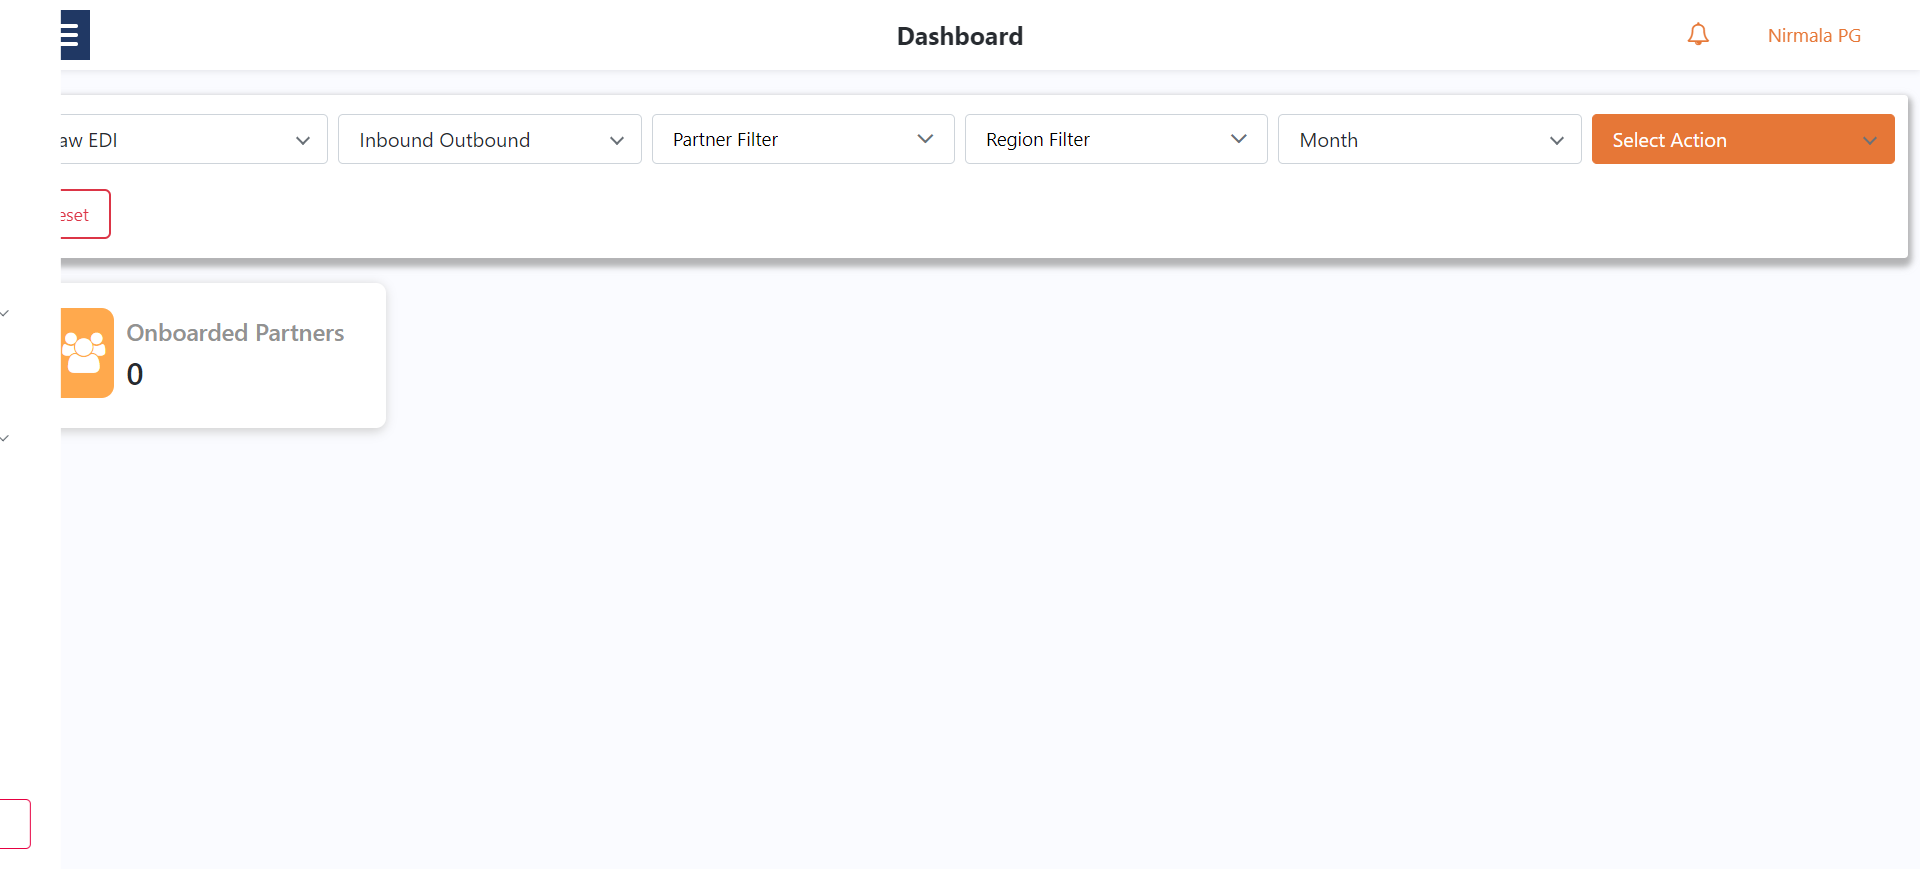 Dashboard
Nirmala PG
aw EDI
Inbound Outbound
Partner Filter
Region Filter
Month
Select Action
eset
Onboarded Partners
0